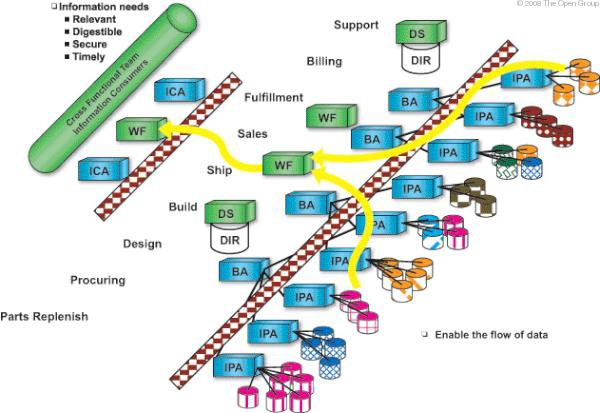 © 2008 The Open Group
❑ Information needs
■ Relevant
■ Digestible
■ Secure
■ Timely
Cross Functional Team
Information Consumers
Support
DS
DIR
Billing
IPA
ICA
BA
Fulfillment
IPA
WF
WF
Sales
BA
IPA
ICA
Ship
WF
IPA
Build
DS
BA
IPA
DIR
Design
IPA
BA
Procuring
IPA
Parts Replenish
IPA
❑ Enable the flow of data
IPA